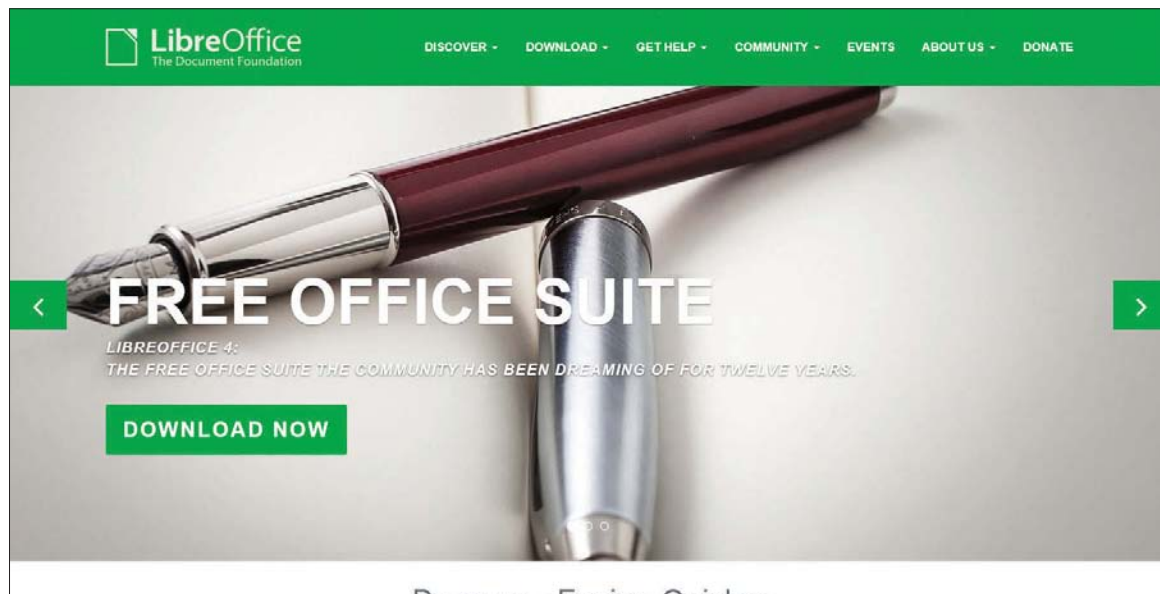 LibreOffice
The Document Foundation
DISCOVER DOWNLOAD GET HELP COMMUNITY EVENTS ABOUT US DONATE
FREE OFFICE SUITE
LIBREOFFICE 4:
THE FREE OFFICE SUITE THE COMMUNITY HAS BEEN DREAMING OF FOR TWELVE YEARS.
DOWNLOAD NOW